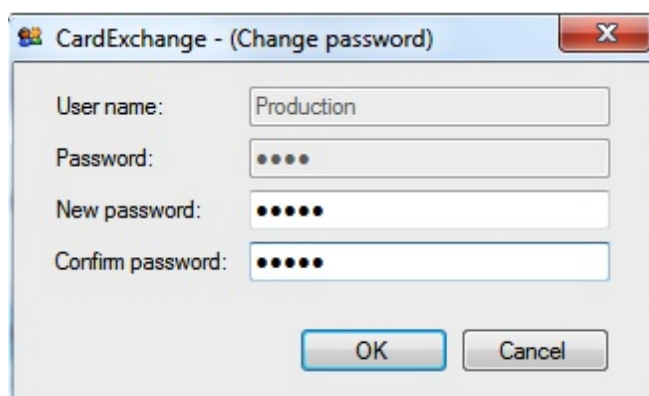 CardExchange - (Change password)
User name: Production
Password: ●●●●
New password: ●●●●●
Confirm password: ●●●●●
OK Cancel